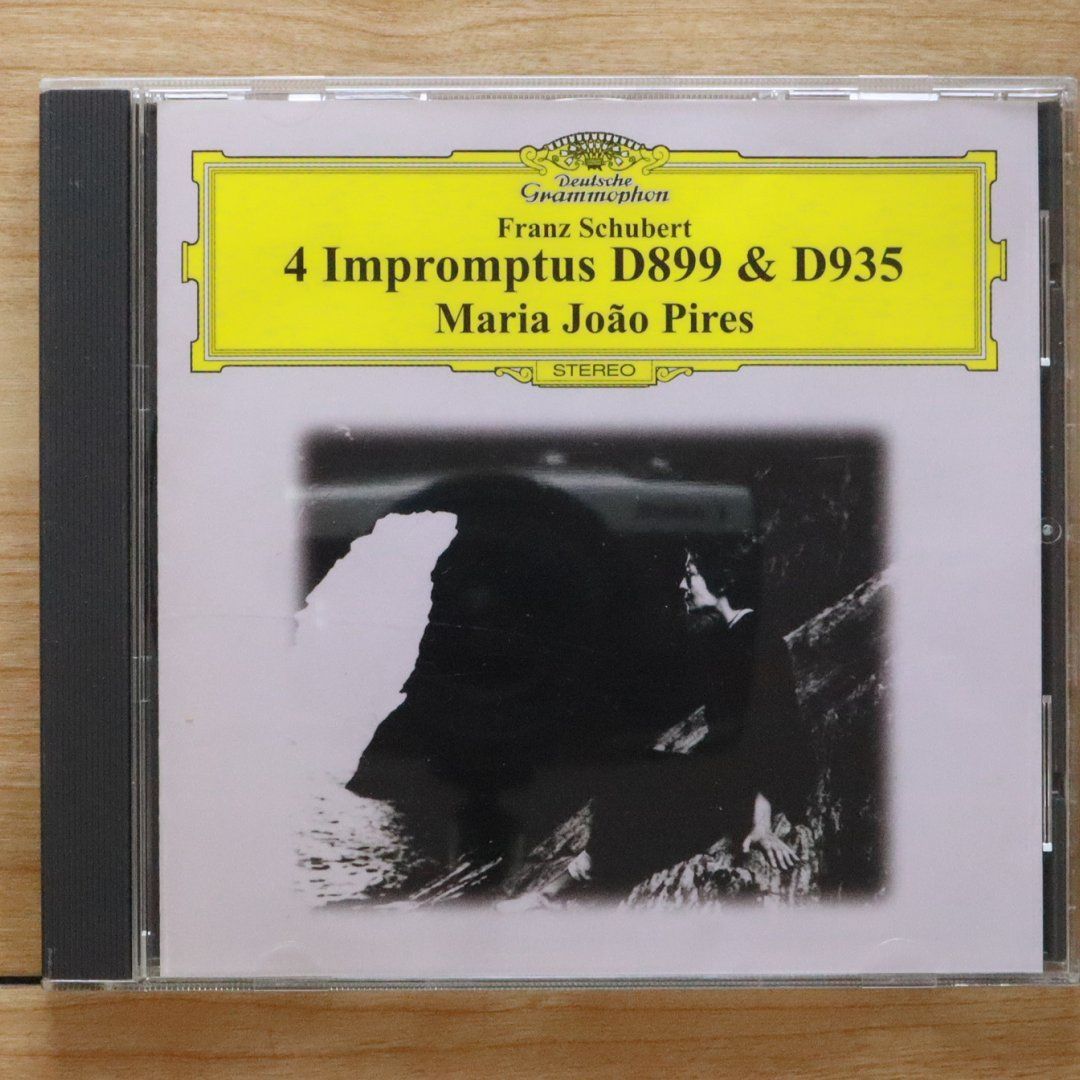 Deutsche
Grammophon
Franz Schubert
4 Impromptus D899 & D935
Maria João Pires
STEREO